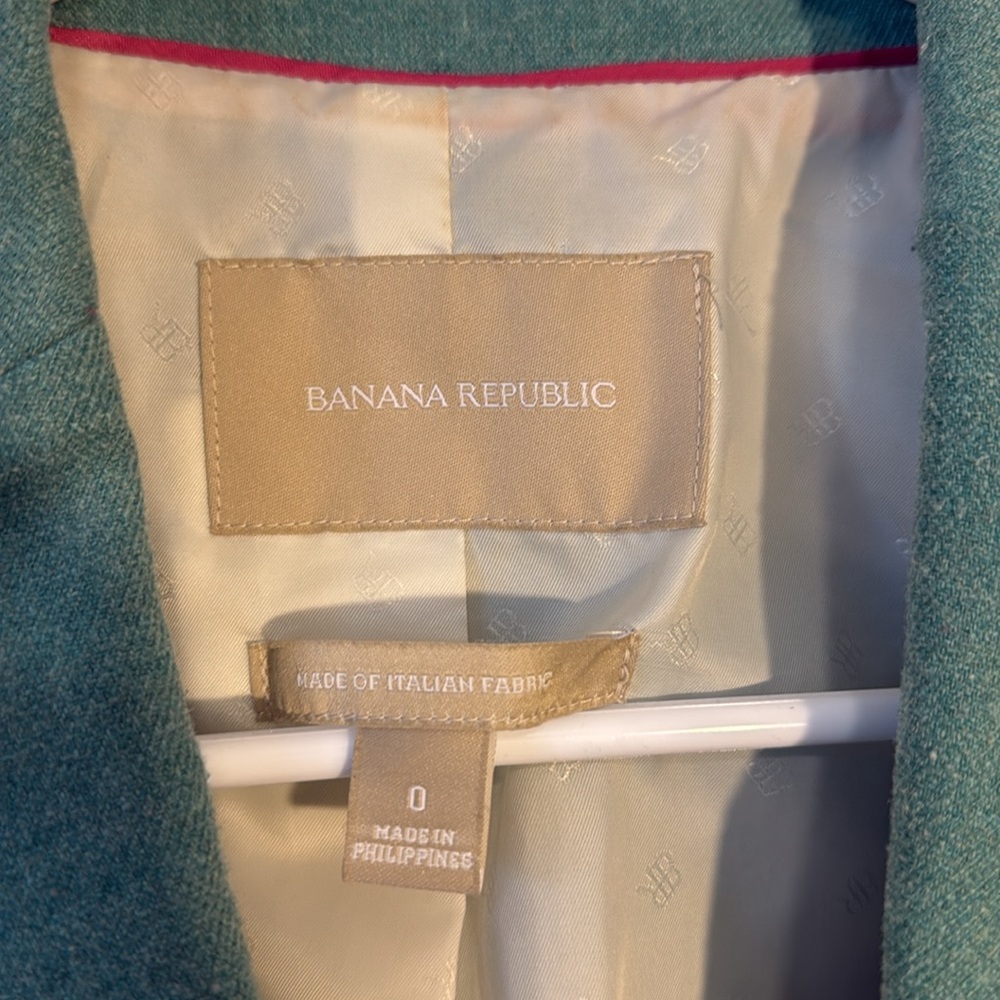 BANANA REPUBLIC
MADE OF ITALIAN FABRIC
0
MADE IN
PHILIPPINES